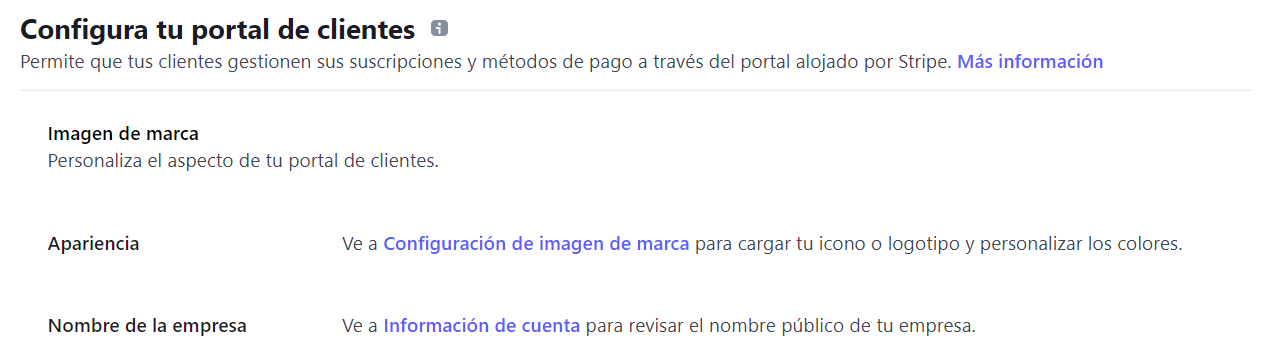 Configura tu portal de clientes
Permite que tus clientes gestionen sus suscripciones y métodos de pago a través del portal alojado por Stripe. Más información
Imagen de marca
Personaliza el aspecto de tu portal de clientes.
Apariencia Ve a Configuración de imagen de marca para cargar tu icono o logotipo y personalizar los colores.
Nombre de la empresa Ve a Información de cuenta para revisar el nombre público de tu empresa.